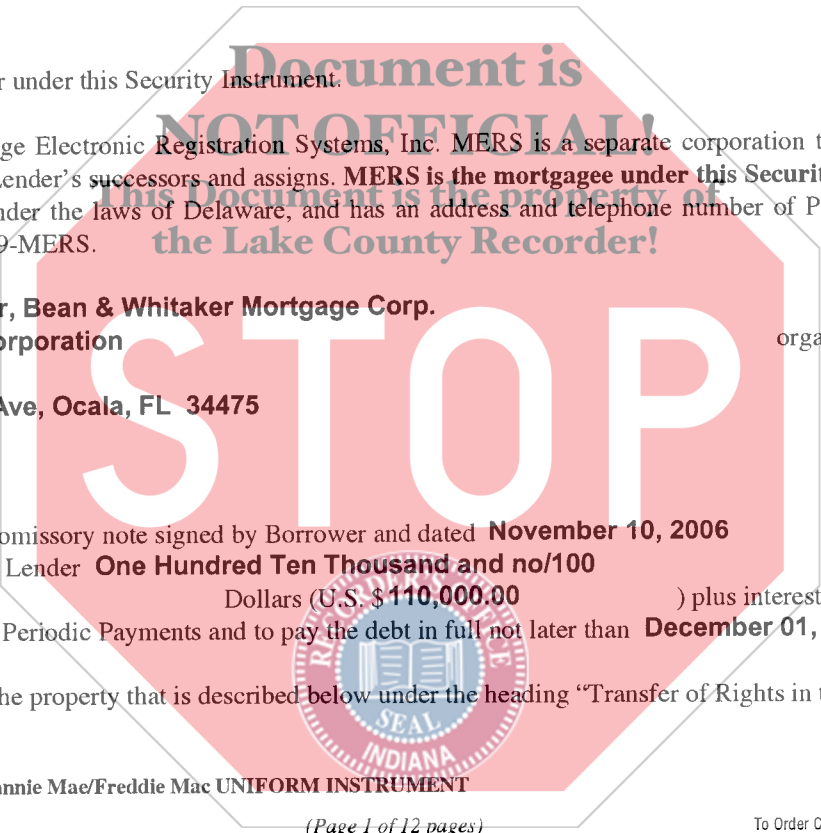 Document is
r under this Security Instrument.
NOT OFFICIAL!
ge Electronic Registration Systems, Inc. MERS is a separate corporation t
ender's successors and assigns. MERS is the mortgagee under this Securit
This Document is the property of
nder the laws of Delaware, and has an address and telephone number of P
9-MERS.
the Lake County Recorder!
r, Bean & Whitaker Mortgage Corp.
orporation
orga
Ave, Ocala, FL 34475
STOP
omissory note signed by Borrower and dated November 10, 2006
Lender One Hundred Ten Thousand and no/100
Dollars (U.S. $110,000.00 ) plus interest
Periodic Payments and to pay the debt in full not later than December 01,
he property that is described below under the heading “Transfer of Rights in t
RECORDER'S OFFICE
SEAL
INDIANA
annie Mae/Freddie Mac UNIFORM INSTRUMENT
(Page 1 of 12 pages)
To Order C